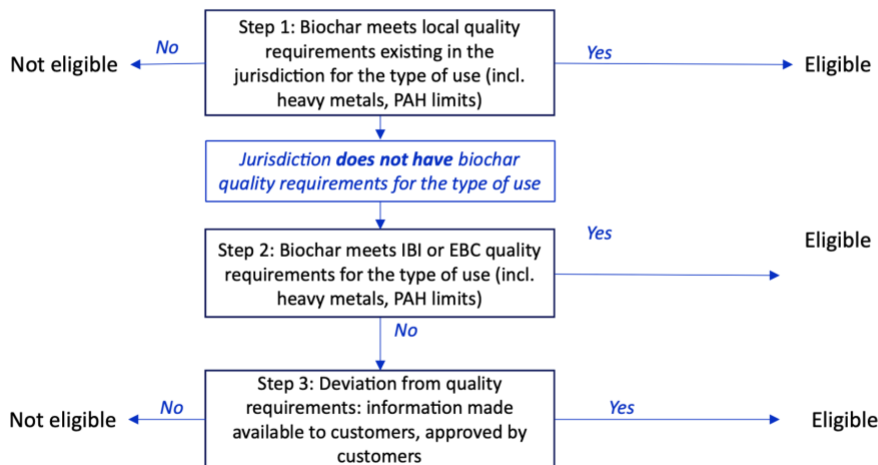 Step 1: Biochar meets local quality
requirements existing in the
jurisdiction for the type of use (incl.
heavy metals, PAH limits)
No
Not eligible
Yes
Eligible
Jurisdiction does not have biochar
quality requirements for the type of use
Step 2: Biochar meets IBI or EBC quality
requirements for the type of use (incl.
heavy metals, PAH limits)
Yes
Eligible
No
Step 3: Deviation from quality
requirements: information made
available to customers, approved by
customers
No
Not eligible
Yes
Eligible